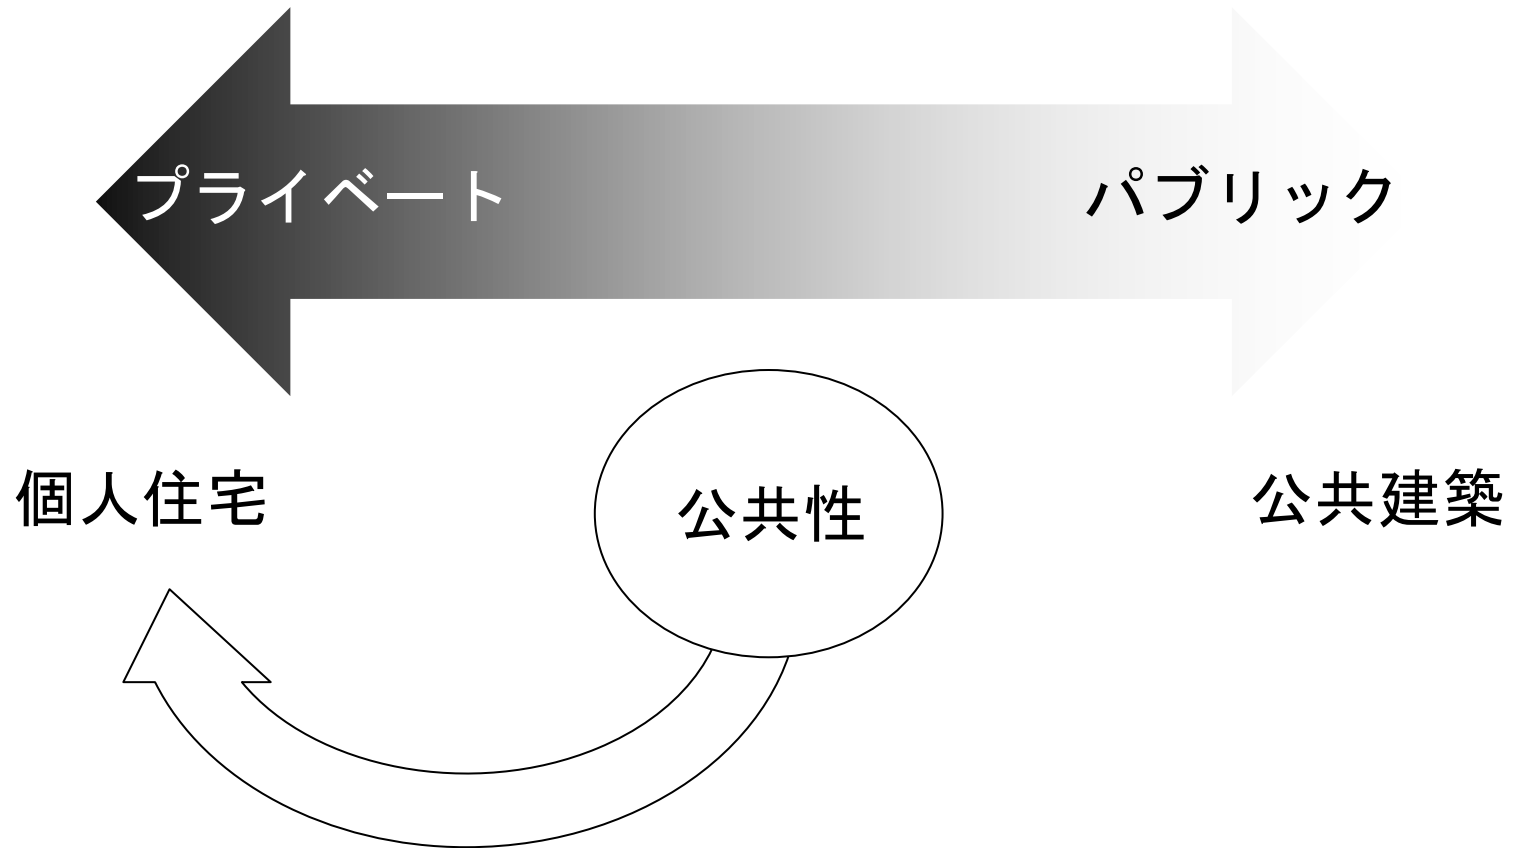 プライベート
パブリック
個人住宅
公共性
公共建築